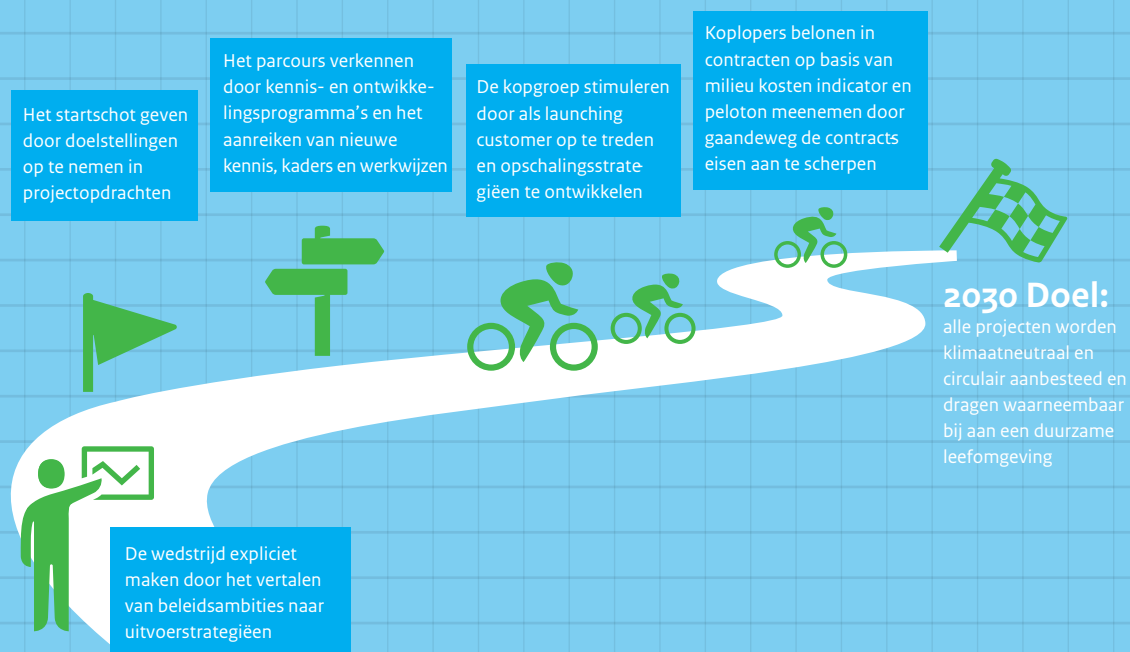 Het startschot geven
door doelstellingen
op te nemen in
projectopdrachten
Het parcours verkennen
door kennis- en ontwikke-
lingsprogramma's en het
aanreiken van nieuwe
kennis, kaders en werkwijzen
De kopgroep stimuleren
door als launching
customer op te treden
en opschalingsstrate-
giëen te ontwikkelen
Koplopers belonen in
contracten op basis van
milieu kosten indicator en
peloton meenemen door
gaandeweg de contracts-
eisen aan te scherpen
2030 Doel:
alle projecten worden
klimaatneutraal en
circulair aanbesteed en
dragen waarneembaar
bij aan een duurzame
leefomgeving
De wedstrijd expliciet
maken door het vertalen
van beleidsambities naar
uitvoerstrategiëen